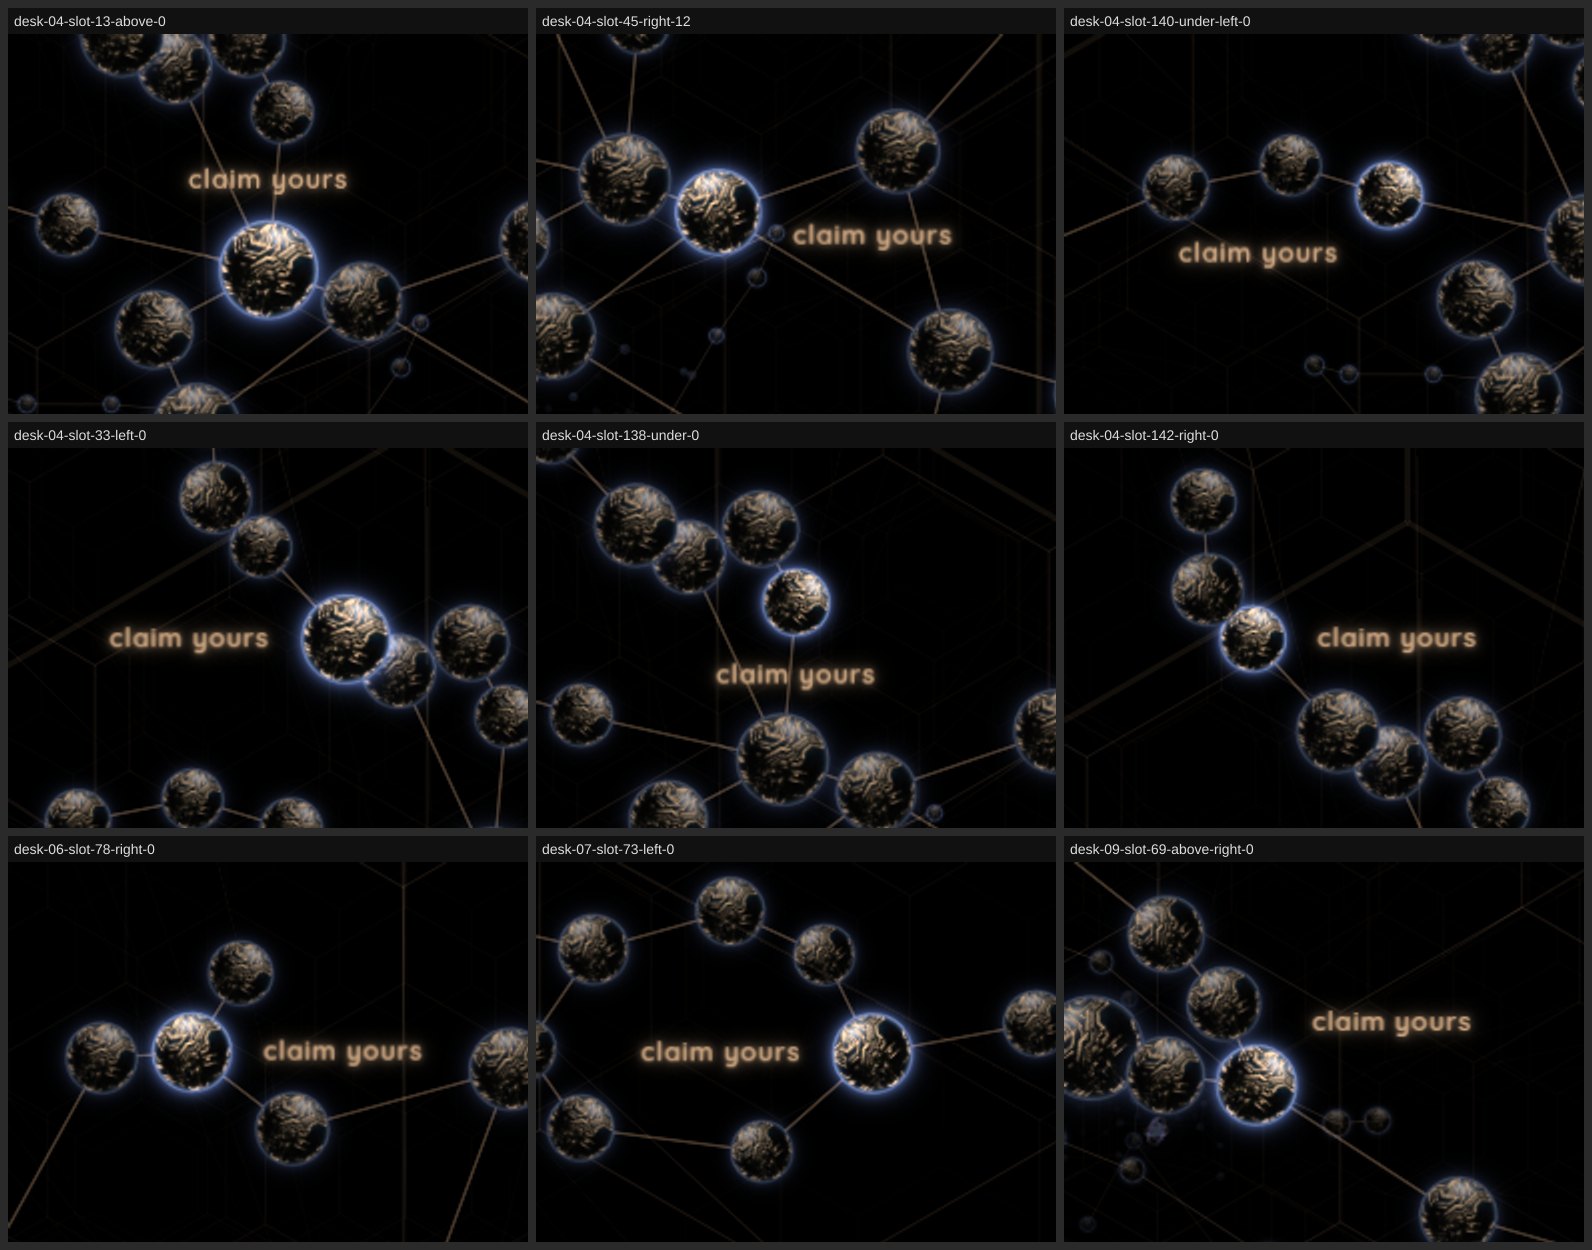 desk-04-slot-13-above-0
claim yours
desk-04-slot-45-right-12
claim yours
desk-04-slot-140-under-left-0
claim yours
desk-04-slot-33-left-0
claim yours
desk-04-slot-138-under-0
claim yours
desk-04-slot-142-right-0
claim yours
desk-06-slot-78-right-0
claim yours
desk-07-slot-73-left-0
claim yours
desk-09-slot-69-above-right-0
claim yours